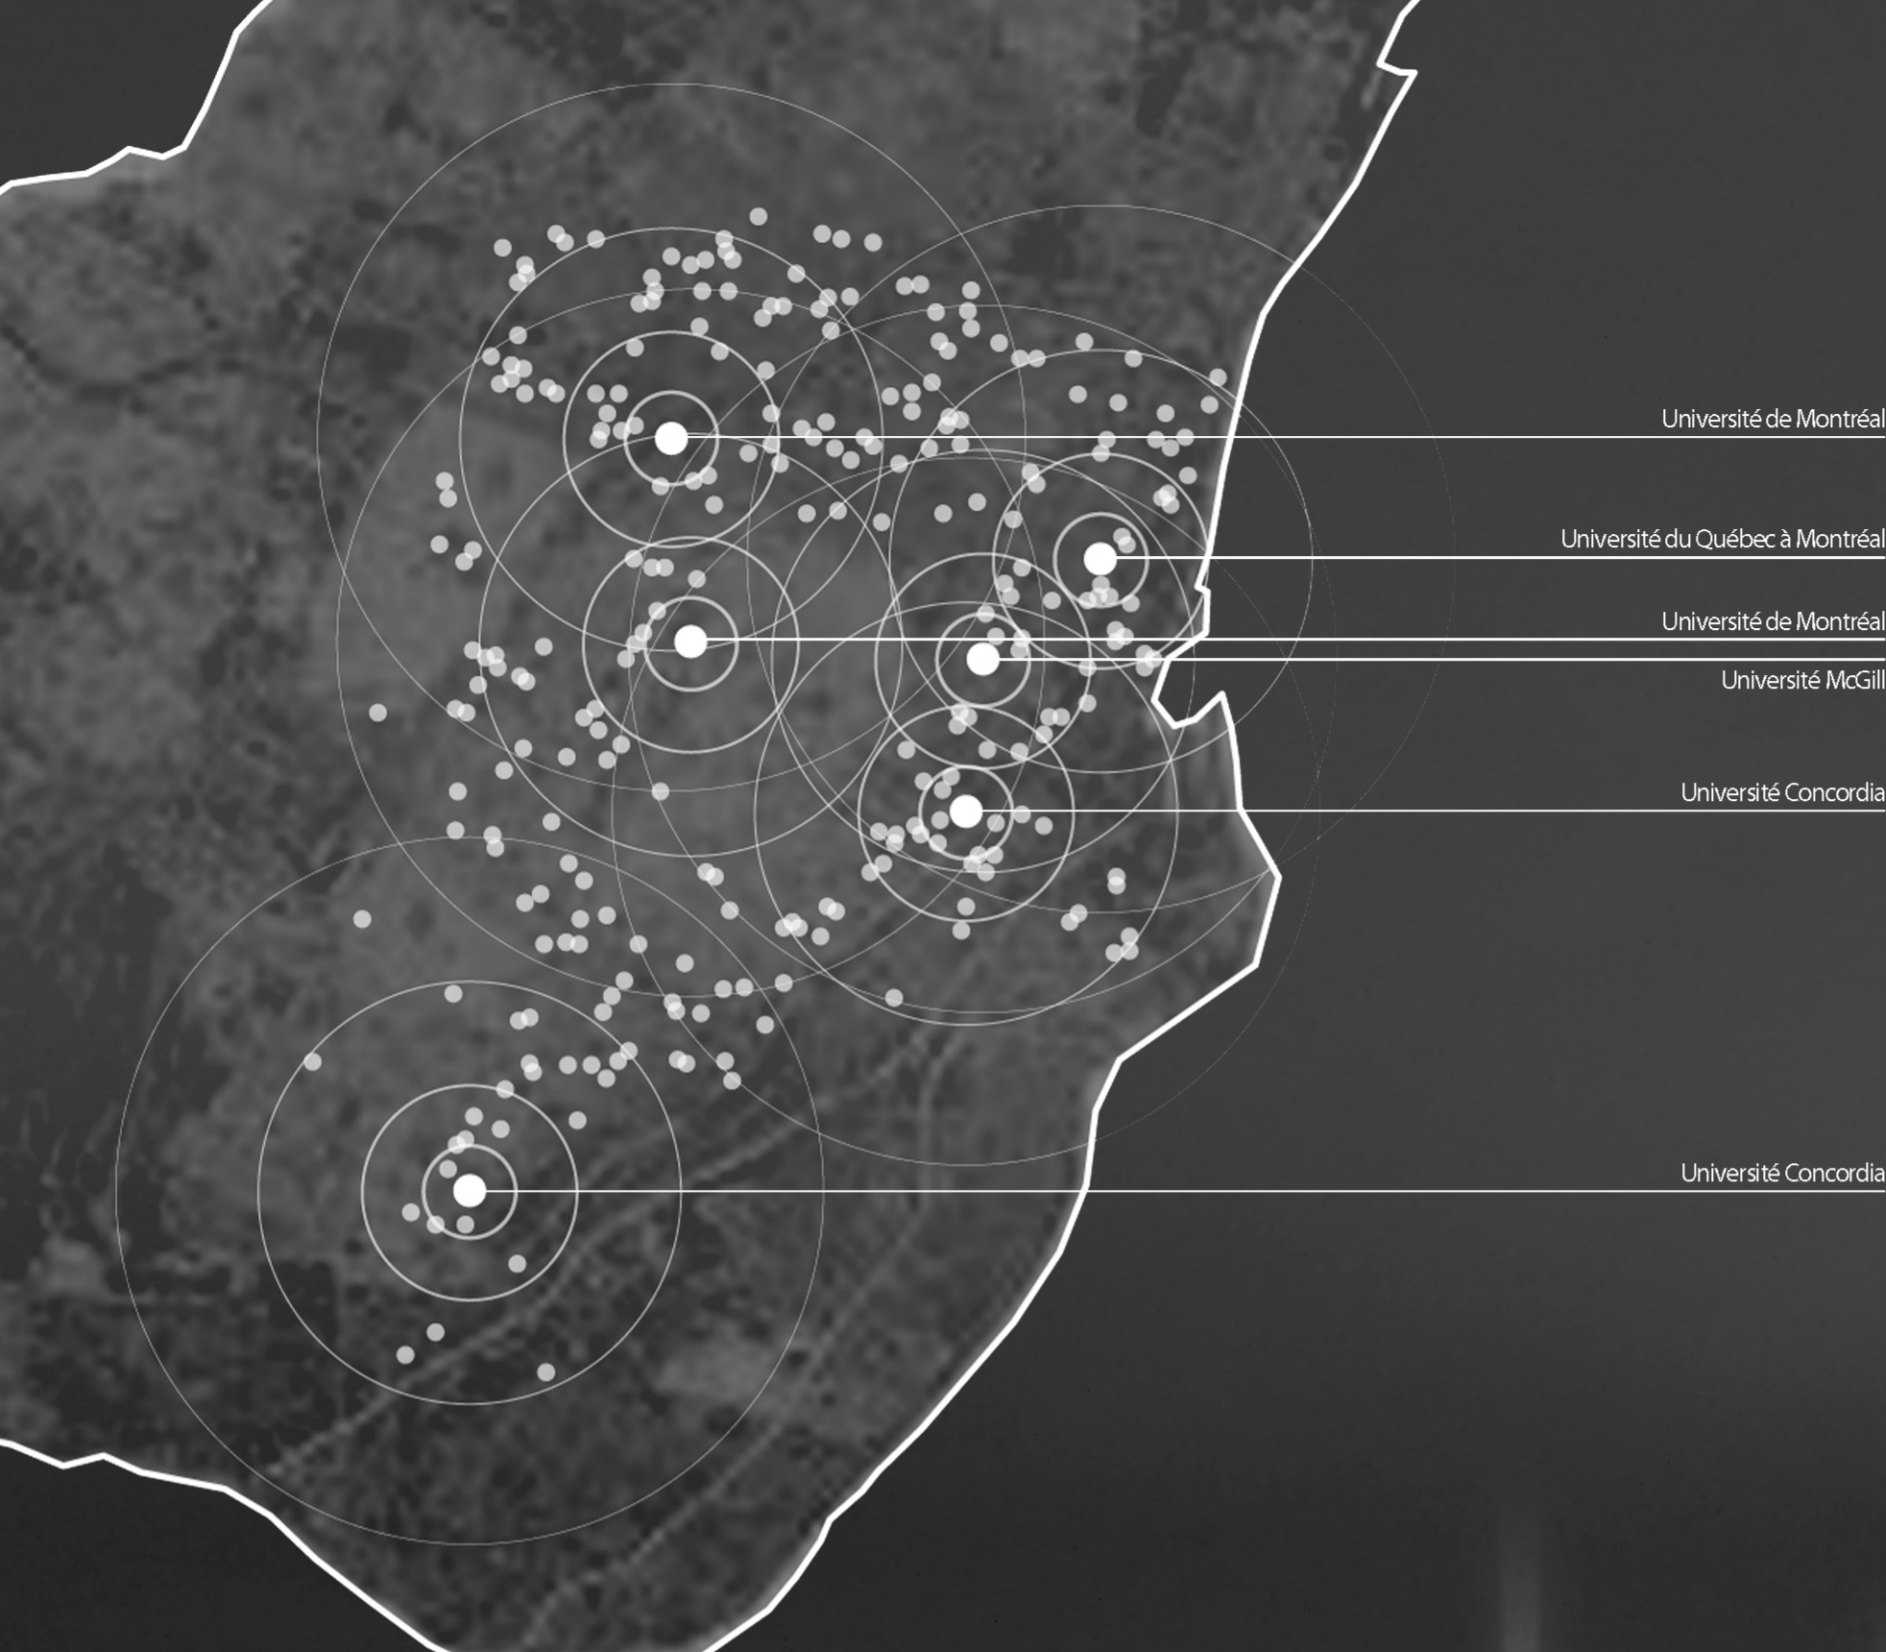 Université de Montréal
Université du Québec à Montréal
Université de Montréal
Université McGill
Université Concordia
Université Concordia